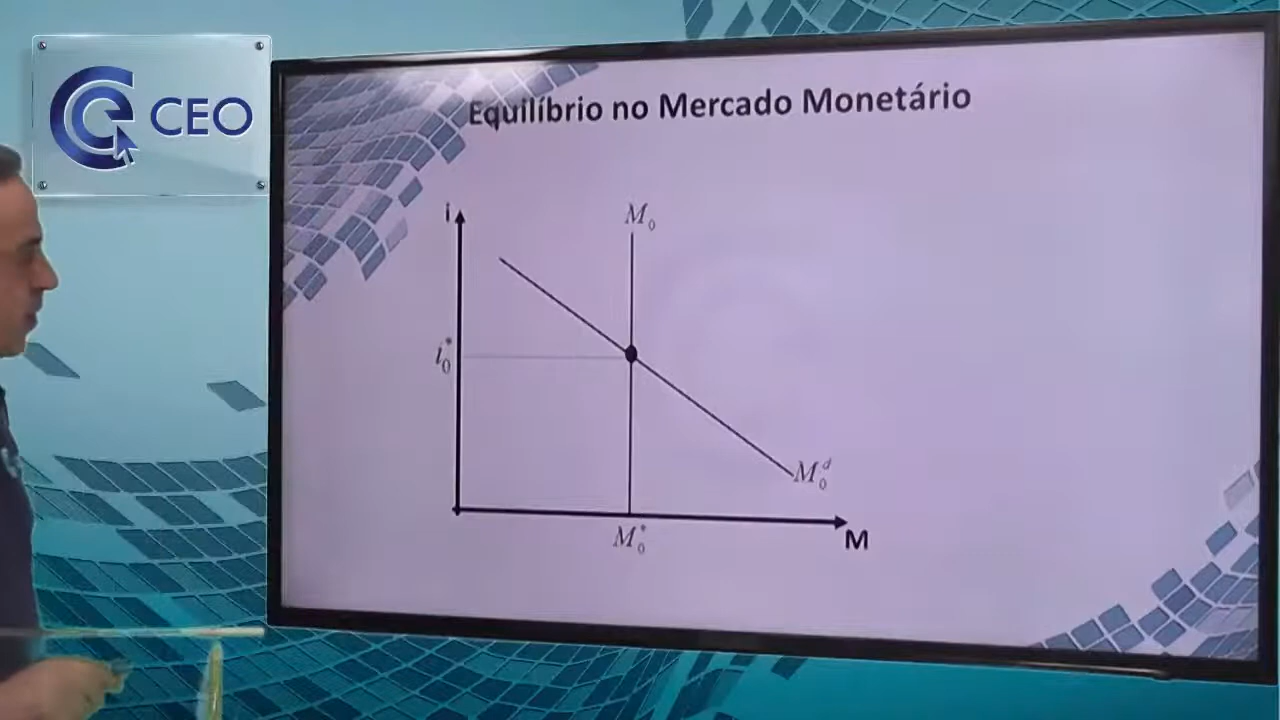 CEO
Equilíbrio no Mercado Monetário
i
M₀
i₀*
M₀ᵈ
M₀*
M